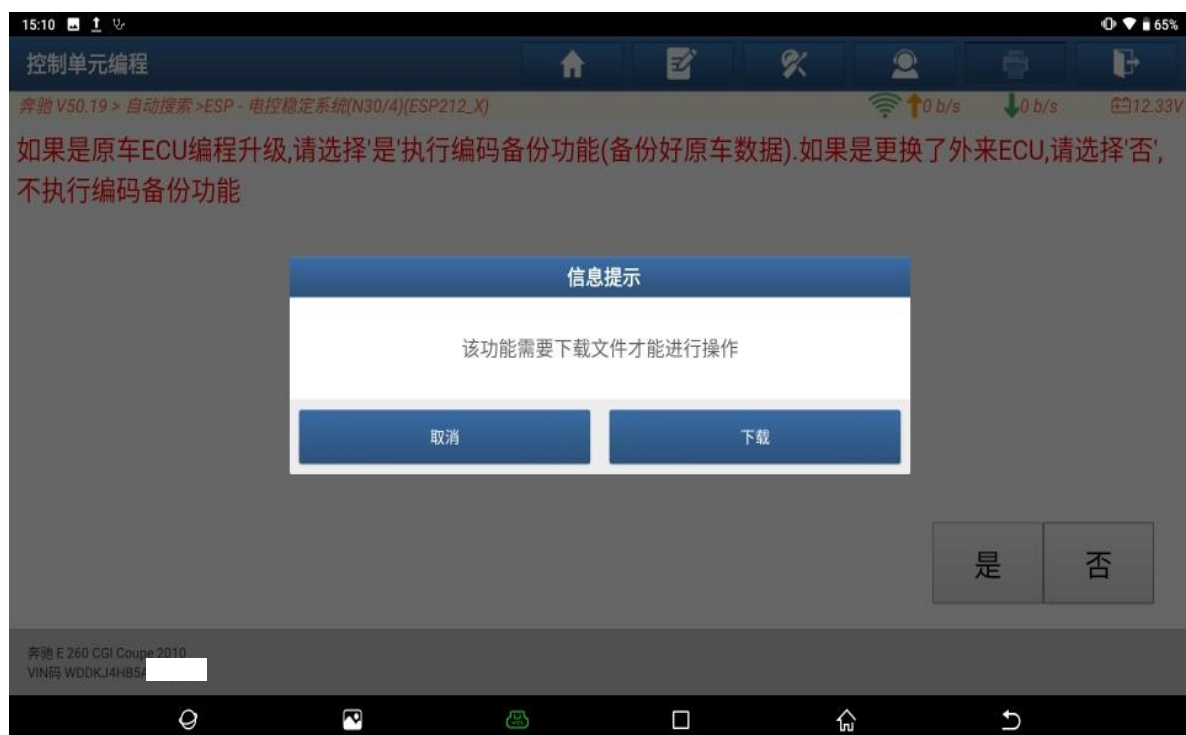 15:10
65%
控制单元编程
奔驰 V50.19 > 自动搜索 >ESP - 电控稳定系统(N30/4)(ESP212_X)
0 b/s
0 b/s
12.33V
如果是原车ECU编程升级,请选择'是'执行编码备份功能(备份好原车数据).如果是更换了外来ECU,请选择'否',
不执行编码备份功能
信息提示
该功能需要下载文件才能进行操作
取消
下载
是
否
奔驰 E 260 CGI Coupe 2010
VIN码 WDDKJ4HB5